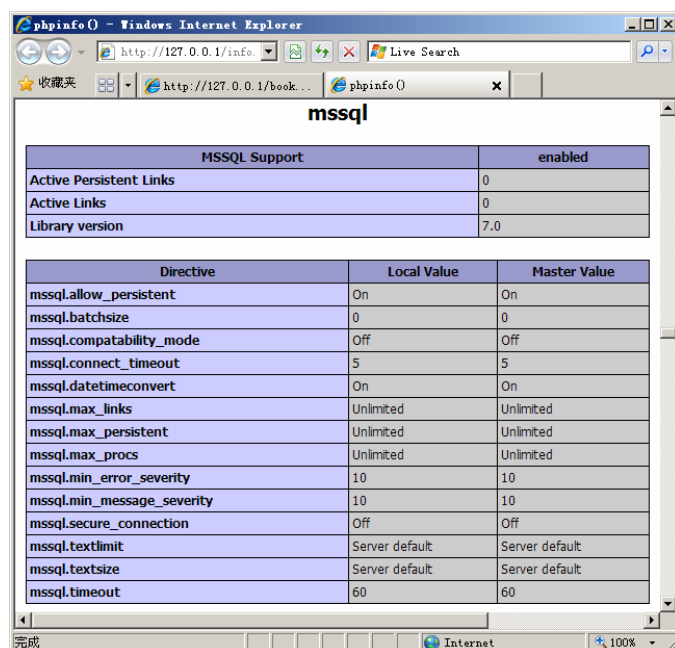 phpinfo() - Windows Internet Explorer
http://127.0.0.1/info. Live Search
收藏夹 http://127.0.0.1/book... phpinfo()
mssql
MSSQL Support enabled
Active Persistent Links 0
Active Links 0
Library version 7.0
Directive Local Value Master Value
mssql.allow_persistent On On
mssql.batchsize 0 0
mssql.compatability_mode Off Off
mssql.connect_timeout 5 5
mssql.datetimeconvert On On
mssql.max_links Unlimited Unlimited
mssql.max_persistent Unlimited Unlimited
mssql.max_procs Unlimited Unlimited
mssql.min_error_severity 10 10
mssql.min_message_severity 10 10
mssql.secure_connection Off Off
mssql.textlimit Server default Server default
mssql.textsize Server default Server default
mssql.timeout 60 60
完成 Internet 100%